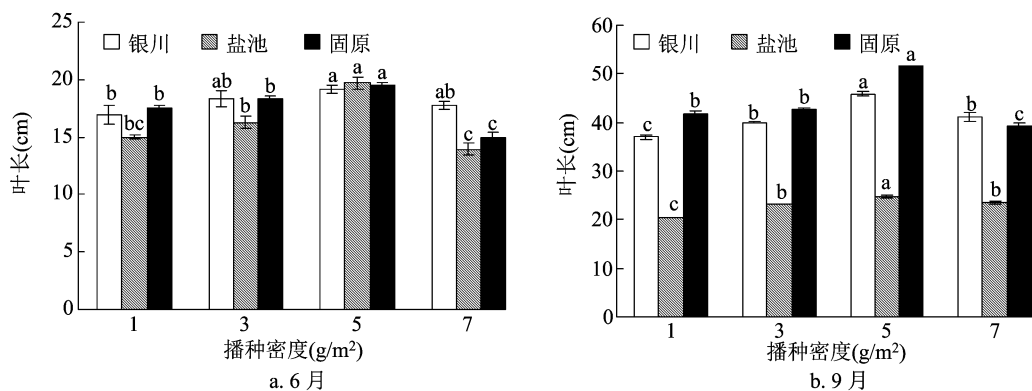 25
20
15
10
5
0
叶长(cm)
银川 盐池 固原
b bc b
ab b b
a a a
ab c c
1 3 5 7
播种密度(g/m²)
a. 6 月
60
50
40
30
20
10
0
叶长(cm)
银川 盐池 固原
c c b
b b b
a a a
b b c
1 3 5 7
播种密度(g/m²)
b. 9 月